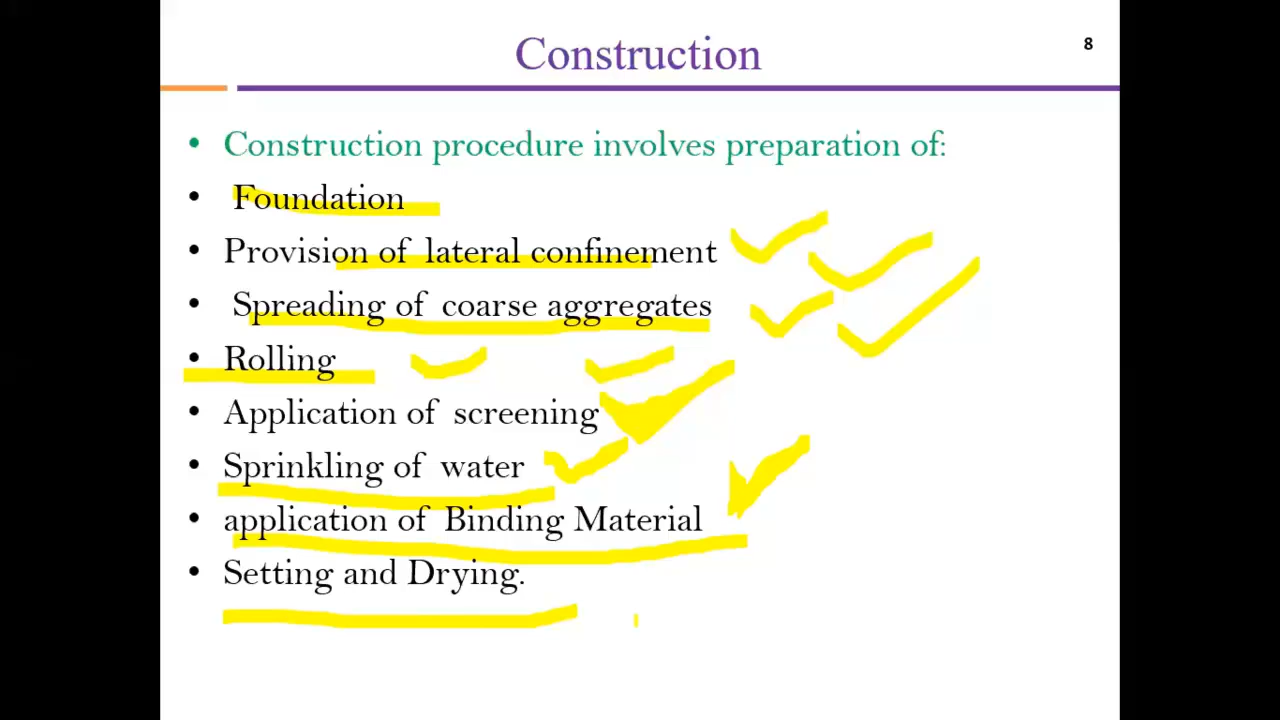 Construction
8
• Construction procedure involves preparation of:
• Foundation
• Provision of lateral confinement
• Spreading of coarse aggregates
• Rolling
• Application of screening
• Sprinkling of water
• application of Binding Material
• Setting and Drying.